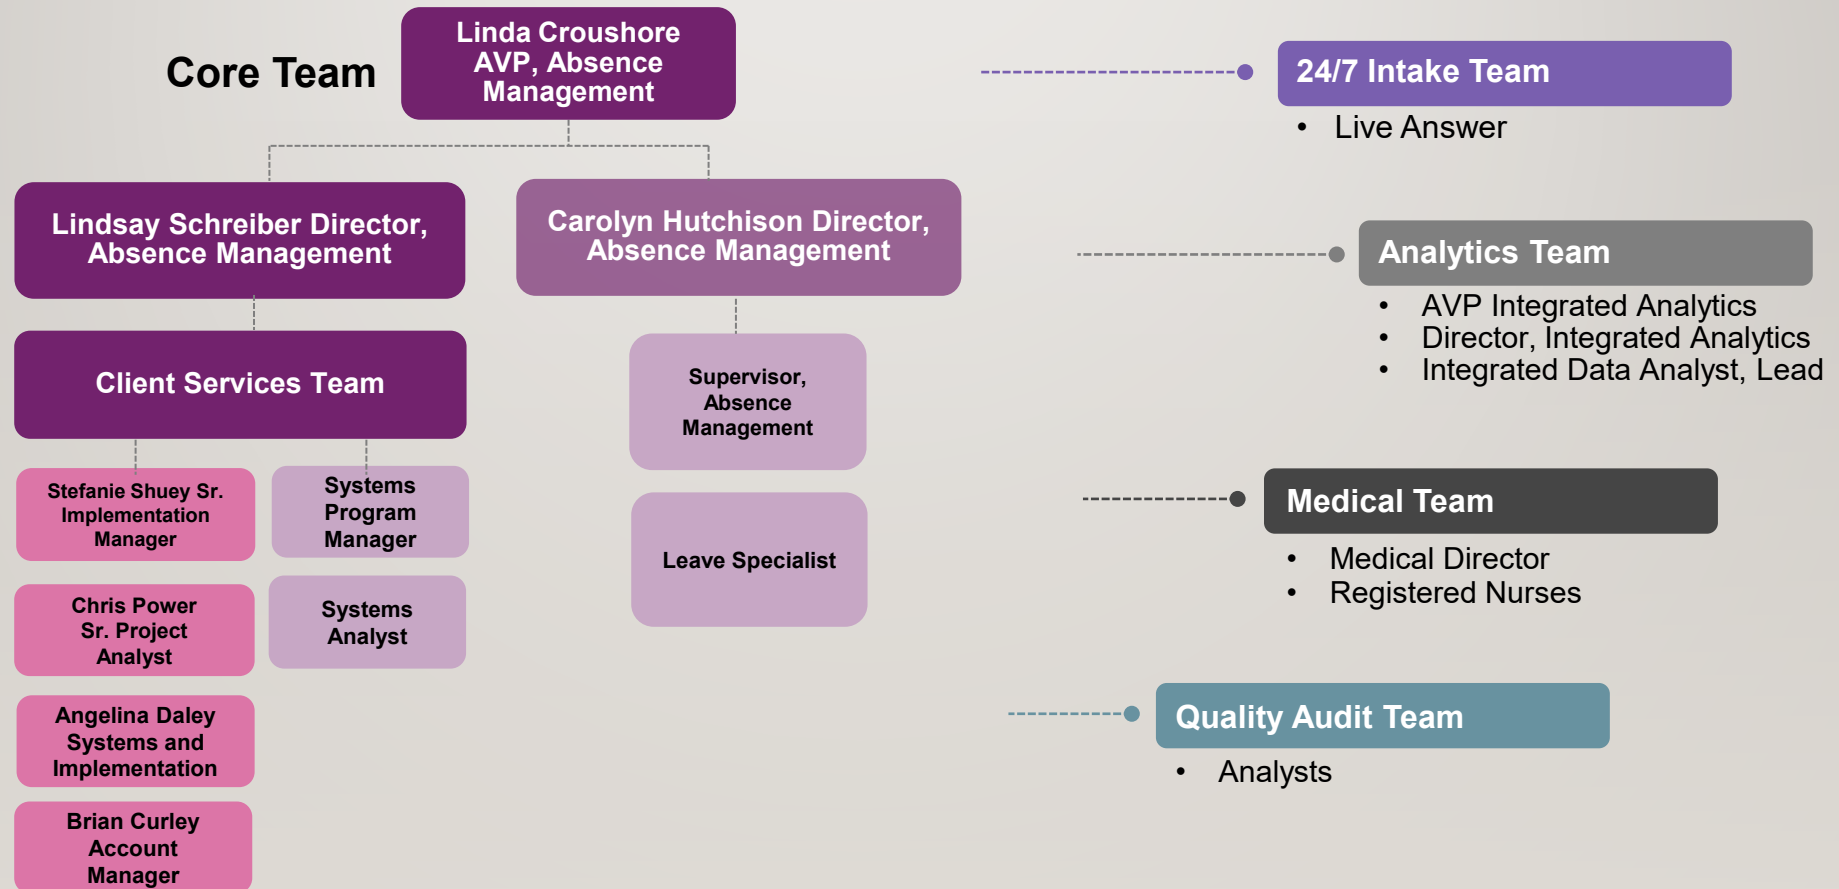 Core Team
Linda Croushore
AVP, Absence
Management
Lindsay Schreiber Director,
Absence Management
Carolyn Hutchison Director,
Absence Management
Client Services Team
Supervisor,
Absence
Management
Leave Specialist
Stefanie Shuey Sr.
Implementation
Manager
Systems
Program
Manager
Chris Power
Sr. Project
Analyst
Systems
Analyst
Angelina Daley
Systems and
Implementation
Brian Curley
Account
Manager
24/7 Intake Team
• Live Answer
Analytics Team
• AVP Integrated Analytics
• Director, Integrated Analytics
• Integrated Data Analyst, Lead
Medical Team
• Medical Director
• Registered Nurses
Quality Audit Team
• Analysts